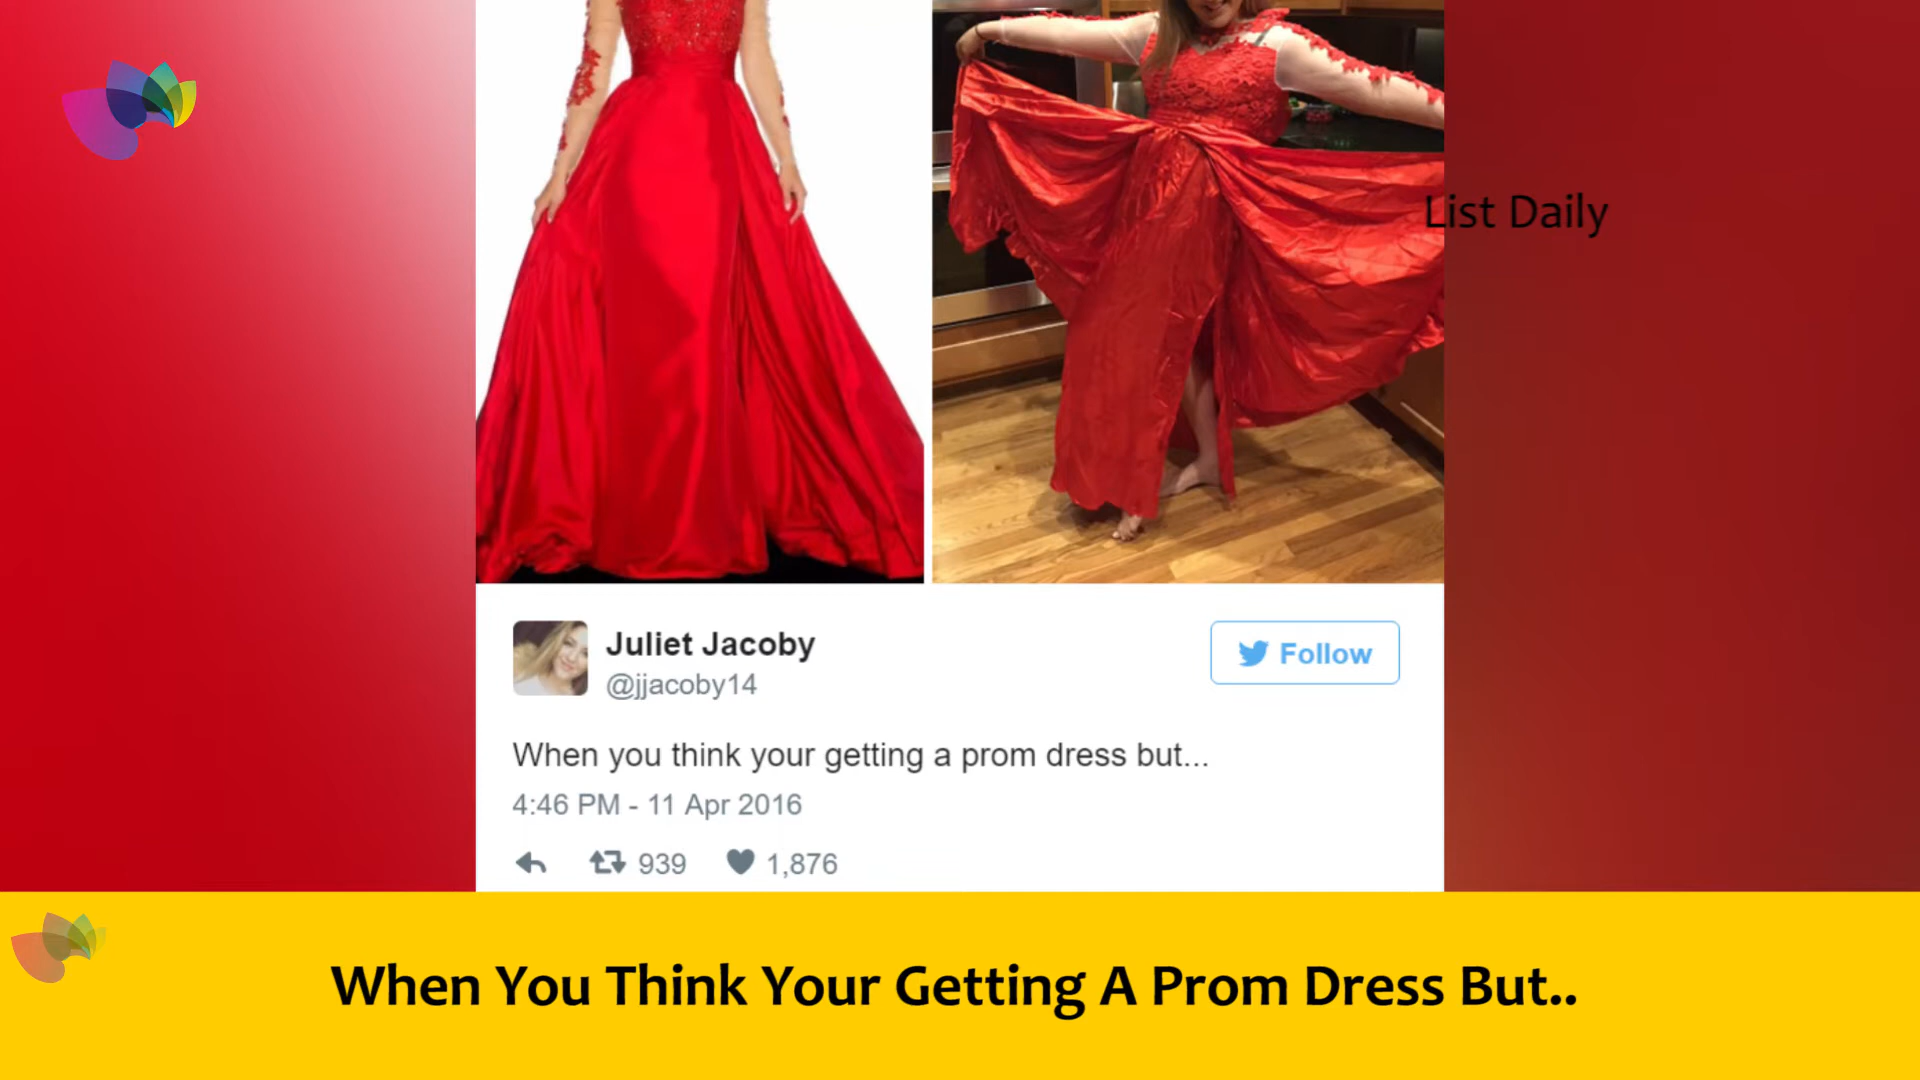 List Daily
Juliet Jacoby
@jjacoby14
Follow
When you think your getting a prom dress but...
4:46 PM - 11 Apr 2016
939 1,876
When You Think Your Getting A Prom Dress But..